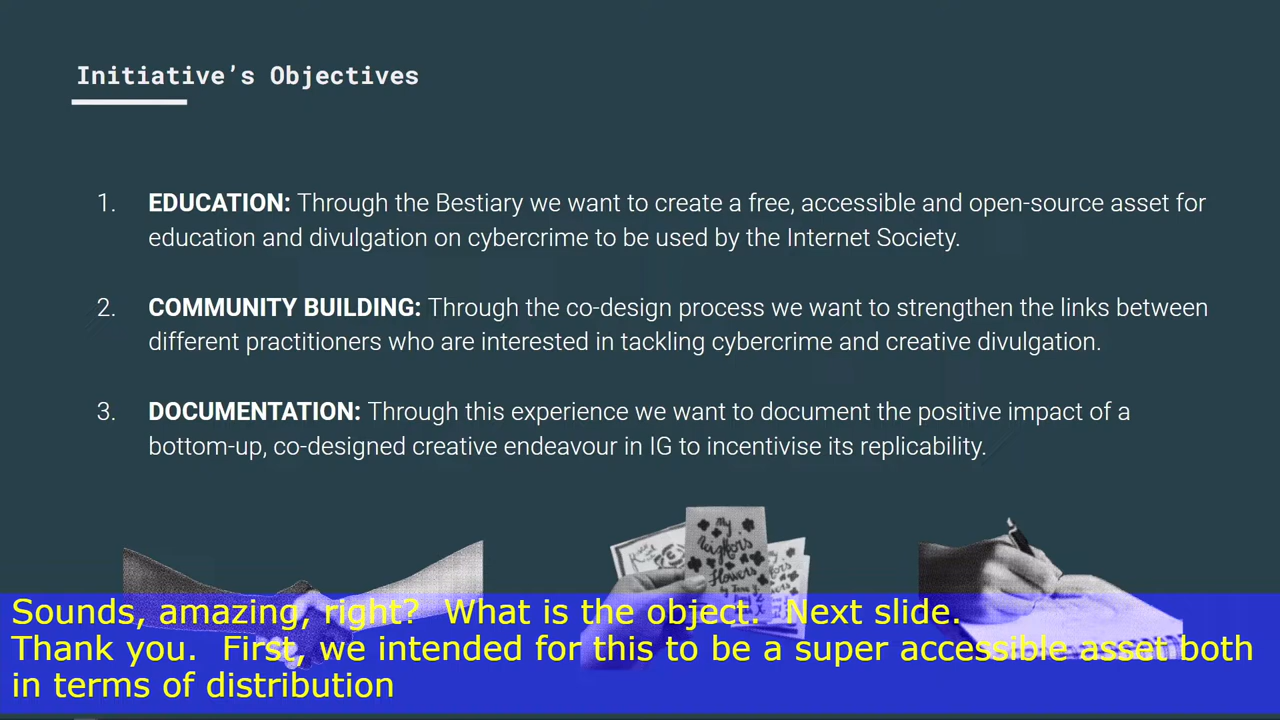 Initiative’s Objectives
1. EDUCATION: Through the Bestiary we want to create a free, accessible and open-source asset for
education and divulgation on cybercrime to be used by the Internet Society.
2. COMMUNITY BUILDING: Through the co-design process we want to strengthen the links between
different practitioners who are interested in tackling cybercrime and creative divulgation.
3. DOCUMENTATION: Through this experience we want to document the positive impact of a
bottom-up, co-designed creative endeavour in IG to incentivise its replicability.
My
Neighbors
Flowers
Sounds, amazing, right?  What is the object.  Next slide.
Thank you.  First, we intended for this to be a super accessible asset both
in terms of distribution